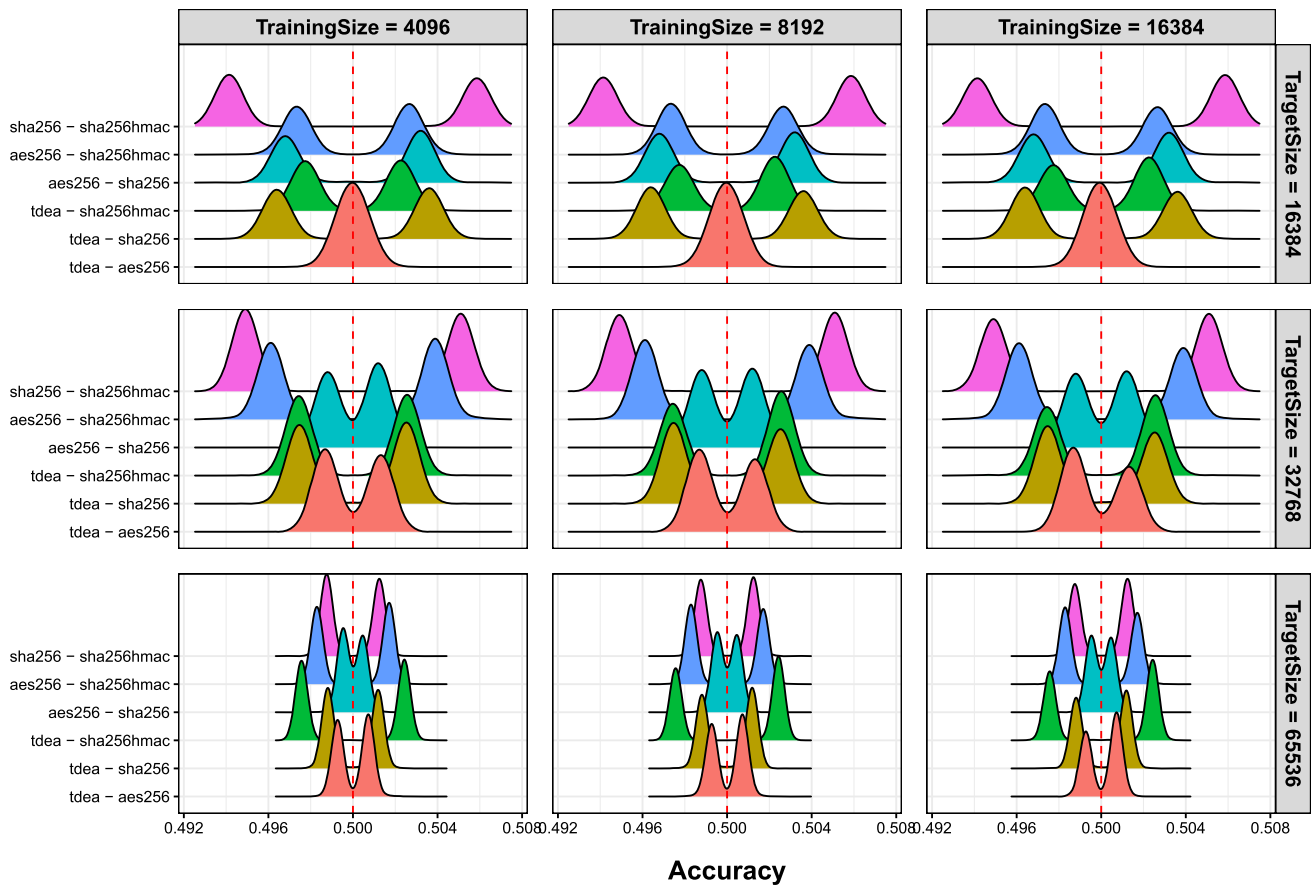 TrainingSize = 4096
TrainingSize = 8192
TrainingSize = 16384
sha256 − sha256hmac
aes256 − sha256hmac
aes256 − sha256
tdea − sha256hmac
tdea − sha256
tdea − aes256
TargetSize = 16384
sha256 − sha256hmac
aes256 − sha256hmac
aes256 − sha256
tdea − sha256hmac
tdea − sha256
tdea − aes256
TargetSize = 32768
sha256 − sha256hmac
aes256 − sha256hmac
aes256 − sha256
tdea − sha256hmac
tdea − sha256
tdea − aes256
TargetSize = 65536
0.492 0.496 0.500 0.504 0.508 0.492 0.496 0.500 0.504 0.508 0.492 0.496 0.500 0.504 0.508
Accuracy